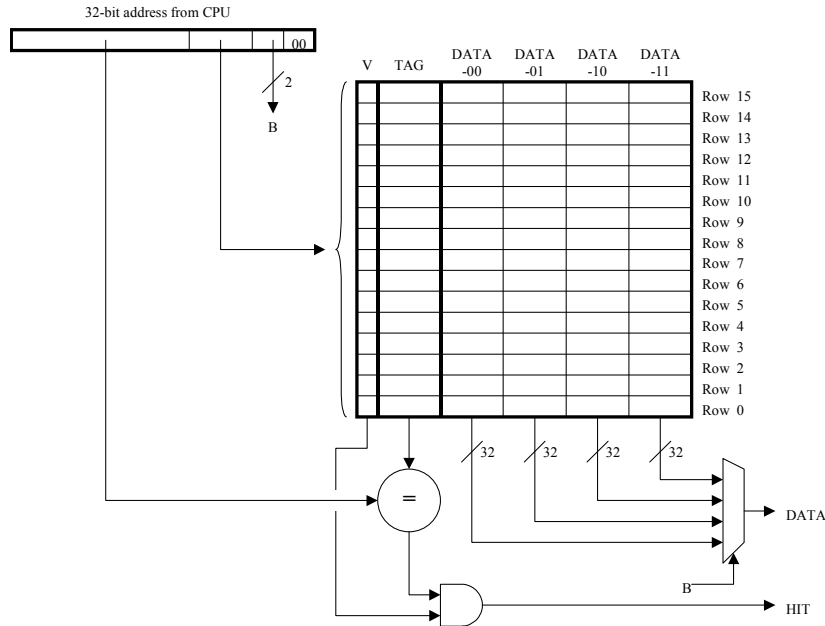 32-bit address from CPU
00
2
B
V TAG DATA DATA DATA DATA
-00 -01 -10 -11
Row 15
Row 14
Row 13
Row 12
Row 11
Row 10
Row 9
Row 8
Row 7
Row 6
Row 5
Row 4
Row 3
Row 2
Row 1
Row 0
32 32 32 32
=
DATA
B
HIT